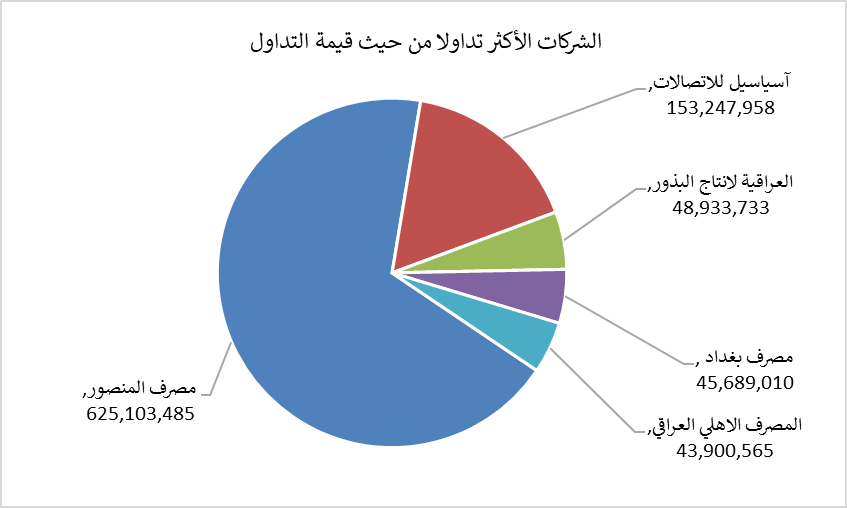 الشركات الأكثر تداولا من حيث قيمة التداول
آسياسيل للاتصالات,
153,247,958
العراقية لانتاج البذور,
48,933,733
مصرف بغداد ,
45,689,010
المصرف الاهلي العراقي,
43,900,565
مصرف المنصور,
625,103,485